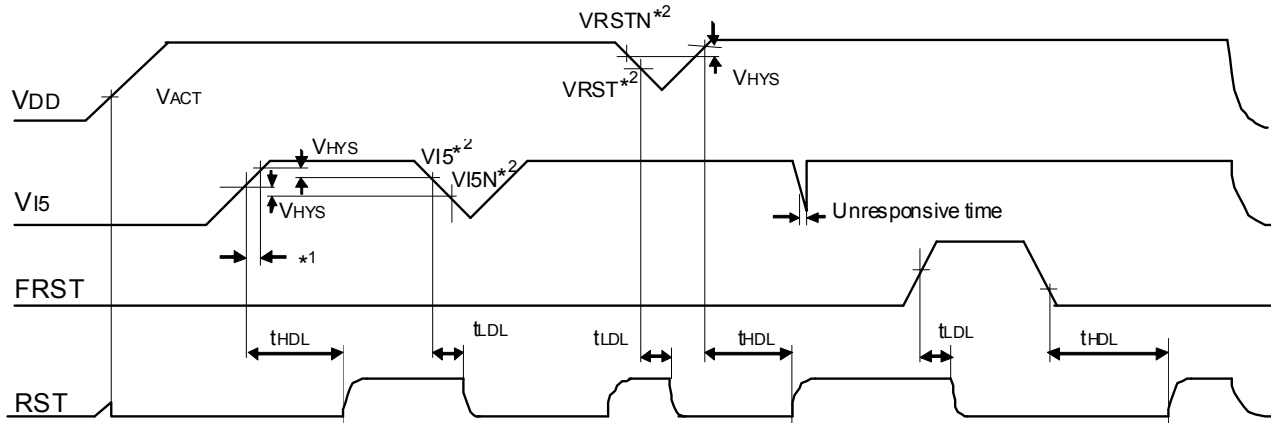 VRSTN*2
VHYS
VRST*2
VDD
VACT
VHYS
VI5*2
VI5N*2
VI5
VHYS
Unresponsive time
*1
FRST
tHDL
tLDL
tLDL
tHDL
tLDL
tHDL
RST